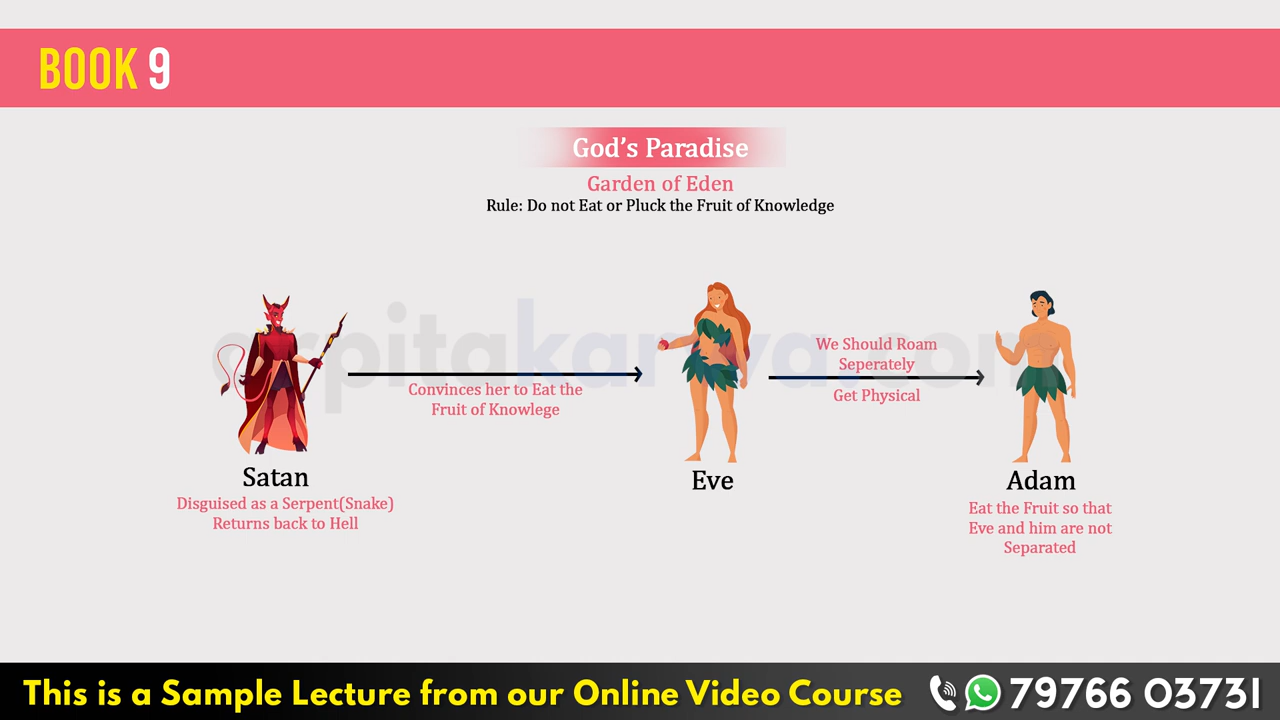 BOOK 9
God’s Paradise
Garden of Eden
Rule: Do not Eat or Pluck the Fruit of Knowledge
arpitakarwa.com
We Should Roam
Seperately
Convinces her to Eat the
Fruit of Knowlege
Get Physical
Satan
Disguised as a Serpent(Snake)
Returns back to Hell
Eve
Adam
Eat the Fruit so that
Eve and him are not
Separated
This is a Sample Lecture from our Online Video Course
79766 03731